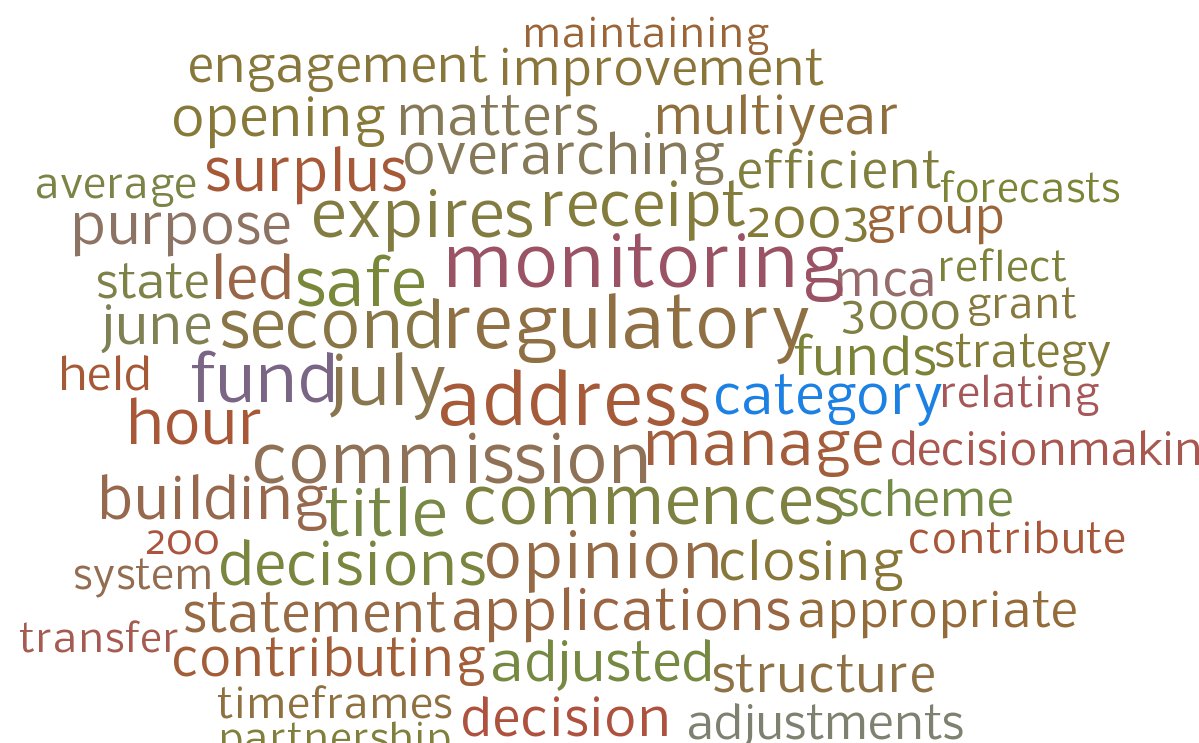 maintaining
engagement improvement
opening matters multiyear
surplus overarching efficient
average forecasts
purpose expires receipt 2003 group
monitoring
state led safe mca reflect
june second regulatory 3000 grant
funds strategy
held fund july address category relating
hour commission manage decisionmakin
building title commences scheme
200 decisions opinion closing contribute
system
statement applications appropriate
transfer contributing adjusted structure
timeframes decision adjustments
partnership